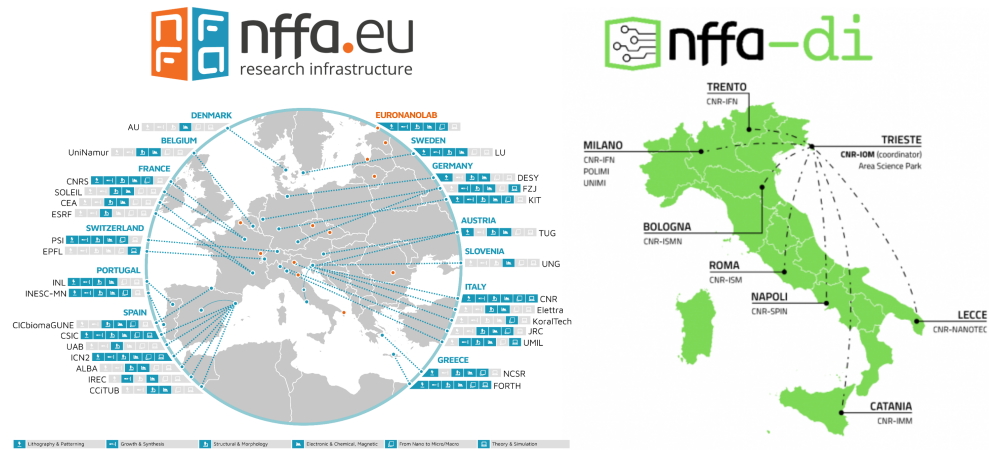 nffa.eu
research infrastructure
DENMARK
AU
BELGIUM
UniNamur
FRANCE
CNRS
SOLEIL
CEA
ESRF
SWITZERLAND
PSI
EPFL
PORTUGAL
INL
INESC-MN
SPAIN
CICbiomaGUNE
CSIC
UAB
ICN2
ALBA
IREC
CCiTUB
EURONANOLAB
SWEDEN
LU
GERMANY
DESY
FZJ
KIT
AUSTRIA
TUG
SLOVENIA
UNG
ITALY
CNR
Elettra
KoralTech
JRC
UMIL
GREECE
NCSR
FORTH
Lithography & Patterning
Growth & Synthesis
Structural & Morphology
Electronic & Chemical, Magnetic
From Nano to Micro/Macro
Theory & Simulation
nffa-di
TRENTO
CNR-IFN
MILANO
CNR-IFN
POLIMI
UNIMI
TRIESTE
CNR-IOM (coordinator)
Area Science Park
BOLOGNA
CNR-ISMN
ROMA
CNR-ISM
NAPOLI
CNR-SPIN
LECCE
CNR-NANOTEC
CATANIA
CNR-IMM